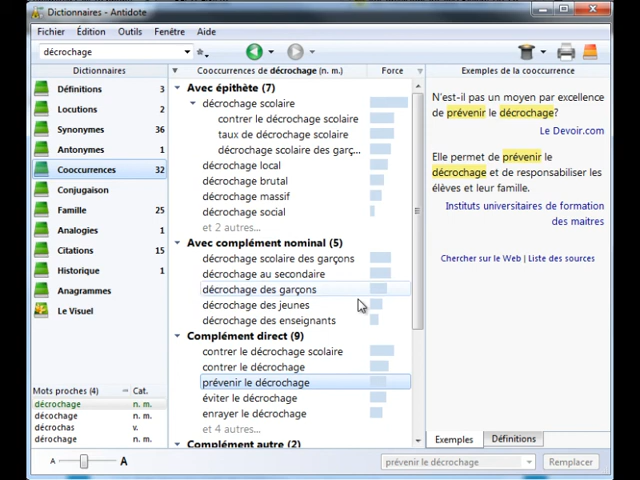 Dictionnaires - Antidote
Fichier Édition Outils Fenêtre Aide
décrochage
Dictionnaires
Cooccurrences de décrochage (n. m.) Force
Exemples de la cooccurrence
Définitions 3
Locutions 2
Synonymes 36
Antonymes 1
Cooccurrences 32
Conjugaison
Famille 25
Analogies 1
Citations 15
Historique 1
Anagrammes
Le Visuel
Mots proches (4) Cat.
décrochage n. m.
décochage n. m.
décrochas v.
dérochage n. m.
A A
Avec épithète (7)
décrochage scolaire
contrer le décrochage scolaire
taux de décrochage scolaire
décrochage scolaire des garç...
décrochage local
décrochage brutal
décrochage massif
décrochage social
et 2 autres...
Avec complément nominal (5)
décrochage scolaire des garçons
décrochage au secondaire
décrochage des garçons
décrochage des jeunes
décrochage des enseignants
Complément direct (9)
contrer le décrochage scolaire
contrer le décrochage
prévenir le décrochage
éviter le décrochage
enrayer le décrochage
et 4 autres...
Complément autre (2)
N'est-il pas un moyen par excellence
de prévenir le décrochage?
Le Devoir.com
Elle permet de prévenir le
décrochage et de responsibiliser les
élèves et leur famille.
Instituts universitaires de formation
des maitres
Chercher sur le Web | Liste des sources
Exemples Définitions
prévenir le décrochage Remplacer